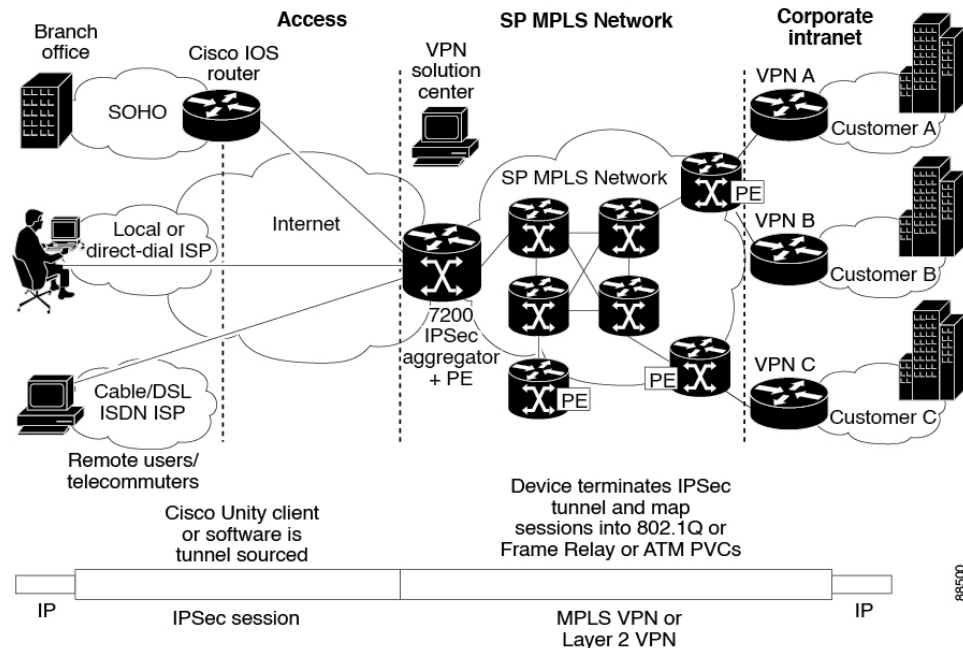 Branch
office
Access
SP MPLS Network
Corporate
intranet
Cisco IOS
router
VPN
solution
center
SOHO
VPN A
Customer A
SP MPLS Network
PE
Internet
Local or
direct-dial ISP
VPN B
Customer B
7200
IPSec
aggregator
+ PE
PE
PE
VPN C
Customer C
Cable/DSL
ISDN ISP
Remote users/
telecommuters
Cisco Unity client
or software is
tunnel sourced
Device terminates IPSec
tunnel and map
sessions into 802.1Q or
Frame Relay or ATM PVCs
IP
IPSec session
MPLS VPN or
Layer 2 VPN
IP
88500